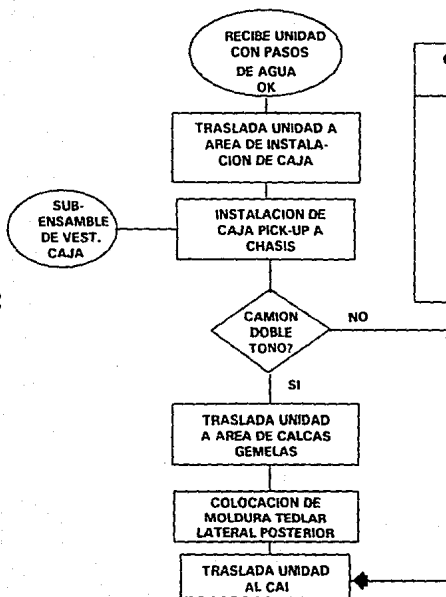 RECIBE UNIDAD
CON PASOS
DE AGUA
OK
TRASLADA UNIDAD A
AREA DE INSTALA-
CION DE CAJA
SUB-
ENSAMBLE
DE VEST.
CAJA
INSTALACION DE
CAJA PICK-UP A
CHASIS
CAMION
DOBLE
TONO?
NO
SI
TRASLADA UNIDAD
A AREA DE CALCAS
GEMELAS
COLOCACION DE
MOLDURA TEDLAR
LATERAL POSTERIOR
TRASLADA UNIDAD
AL CAI